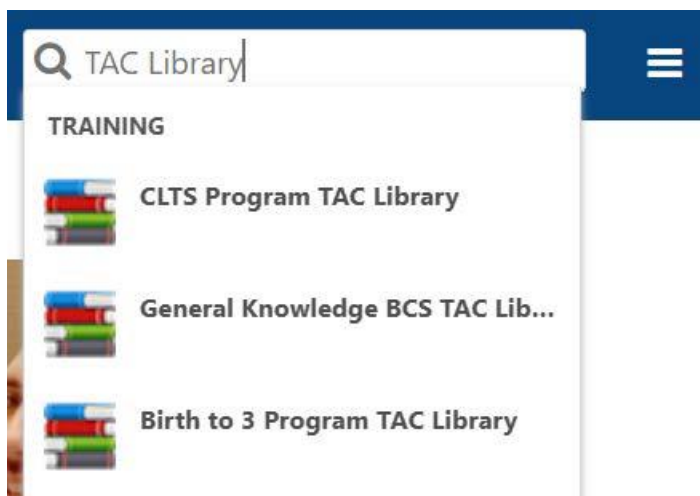 TAC Library
TRAINING
CLTS Program TAC Library
General Knowledge BCS TAC Lib...
Birth to 3 Program TAC Library